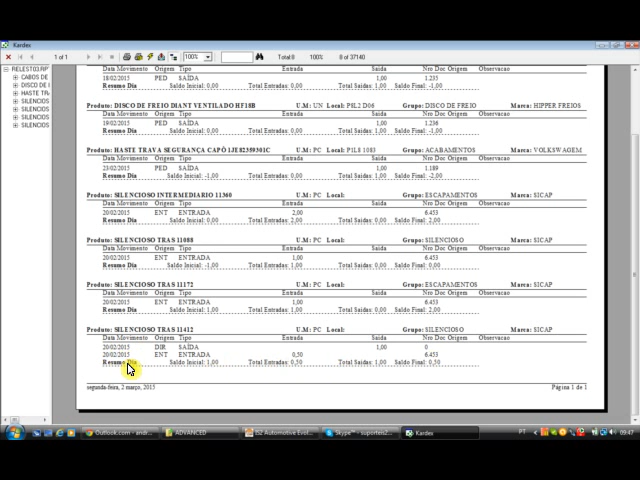 Kardex
1 of 1
100%
Total:8
100%
8 of 37140
RELEST03.RPT
CABOS DE
DISCO DE F
HASTE TRA
SILENCIOS
SILENCIOS
SILENCIOS
SILENCIOS
Data Movimento Origem Tipo Entrada Saída Nro Doc Origem Observacao
18/02/2015 PED SAÍDA 1,00 1.235
Resumo Dia Saldo Inicial: 0,00 Total Entradas: 0,00 Total Saídas: 1,00 Saldo Final: -1,00
Produto: DISCO DE FREIO DIANT VENTILADO HF18B U.M: UN Local: P8L2 D06 Grupo: DISCO DE FREIO Marca: HIPPER FREIOS
Data Movimento Origem Tipo Entrada Saída Nro Doc Origem Observacao
19/02/2015 PED SAÍDA 1,00 1.236
Resumo Dia Saldo Inicial: 0,00 Total Entradas: 0,00 Total Saídas: 1,00 Saldo Final: -1,00
Produto: HASTE TRAVA SEGURANÇA CAPÔ 1JE82359301C U.M: PC Local: P1L8 1083 Grupo: ACABAMENTOS Marca: VOLKSWAGEM
Data Movimento Origem Tipo Entrada Saída Nro Doc Origem Observacao
23/02/2015 PED SAÍDA 1,00 1.189
Resumo Dia Saldo Inicial: -1,00 Total Entradas: 0,00 Total Saídas: 1,00 Saldo Final: -2,00
Produto: SILENCIOSO INTERMEDIARIO 11360 U.M: PC Local: Grupo: ESCAPAMENTOS Marca: SICAP
Data Movimento Origem Tipo Entrada Saída Nro Doc Origem Observacao
20/02/2015 ENT ENTRADA 2,00 6.453
Resumo Dia Saldo Inicial: 0,00 Total Entradas: 2,00 Total Saídas: 0,00 Saldo Final: 2,00
Produto: SILENCIOSO TRAS 11088 U.M: PC Local: Grupo: SILENCIOSO Marca: SICAP
Data Movimento Origem Tipo Entrada Saída Nro Doc Origem Observacao
20/02/2015 ENT ENTRADA 1,00 6.453
Resumo Dia Saldo Inicial: -1,00 Total Entradas: 1,00 Total Saídas: 0,00 Saldo Final: 0,00
Produto: SILENCIOSO TRAS 11172 U.M: PC Local: Grupo: ESCAPAMENTOS Marca: SICAP
Data Movimento Origem Tipo Entrada Saída Nro Doc Origem Observacao
20/02/2015 ENT ENTRADA 1,00 6.453
Resumo Dia Saldo Inicial: 1,00 Total Entradas: 1,00 Total Saídas: 0,00 Saldo Final: 2,00
Produto: SILENCIOSO TRAS 11412 U.M: PC Local: Grupo: SILENCIOSO Marca: SICAP
Data Movimento Origem Tipo Entrada Saída Nro Doc Origem Observacao
20/02/2015 DIR SAÍDA 1,00 0
20/02/2015 ENT ENTRADA 0,50 6.453
Resumo Dia Saldo Inicial: 1,00 Total Entradas: 0,50 Total Saídas: 1,00 Saldo Final: 0,50
segunda-feira, 2 março, 2015 Página 1 de 1
Outlook.com - andr... ADVANCED IS2 Automotive Evol... Skype™ - suporteis2... Kardex PT 09:47